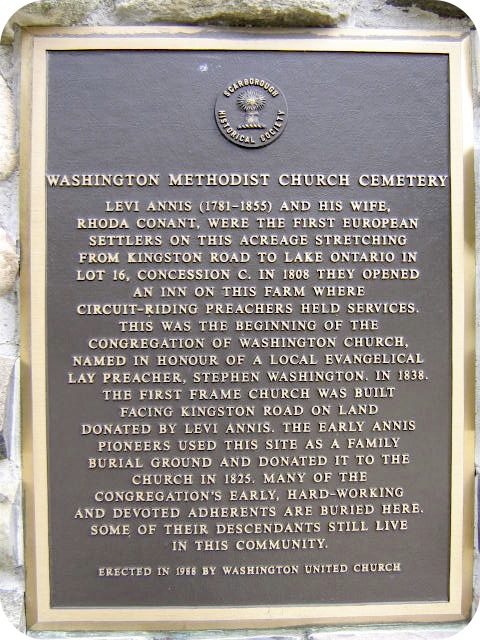 SCARBOROUGH
HISTORICAL SOCIETY
WASHINGTON METHODIST CHURCH CEMETERY
LEVI ANNIS (1781-1855) AND HIS WIFE,
RHODA CONANT, WERE THE FIRST EUROPEAN
SETTLERS ON THIS ACREAGE STRETCHING
FROM KINGSTON ROAD TO LAKE ONTARIO IN
LOT 16, CONCESSION C. IN 1808 THEY OPENED
AN INN ON THIS FARM WHERE
CIRCUIT-RIDING PREACHERS HELD SERVICES.
THIS WAS THE BEGINNING OF THE
CONGREGATION OF WASHINGTON CHURCH,
NAMED IN HONOUR OF A LOCAL EVANGELICAL
LAY PREACHER, STEPHEN WASHINGTON. IN 1838.
THE FIRST FRAME CHURCH WAS BUILT
FACING KINGSTON ROAD ON LAND
DONATED BY LEVI ANNIS. THE EARLY ANNIS
PIONEERS USED THIS SITE AS A FAMILY
BURIAL GROUND AND DONATED IT TO THE
CHURCH IN 1825. MANY OF THE
CONGREGATION'S EARLY, HARD-WORKING
AND DEVOTED ADHERENTS ARE BURIED HERE.
SOME OF THEIR DESCENDANTS STILL LIVE
IN THIS COMMUNITY.
ERECTED IN 1988 BY WASHINGTON UNITED CHURCH